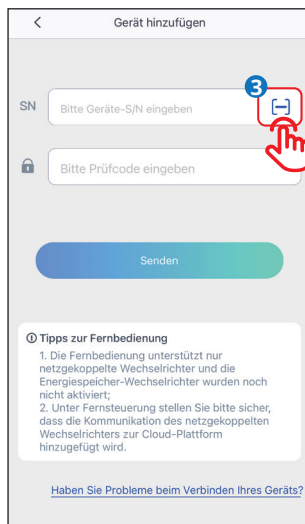 Gerät hinzufügen
3
SN
Bitte Geräte-S/N eingeben
Bitte Prüfcode eingeben
Senden
Tipps zur Fernbedienung
1. Die Fernbedienung unterstützt nur
netzgekoppelte Wechselrichter und die
Energiespeicher-Wechselrichter wurden noch
nicht aktiviert;
2. Unter Fernsteuerung stellen Sie bitte sicher,
dass die Kommunikation des netzgekoppelten
Wechselrichters zur Cloud-Plattform
hinzugefügt wird.
Haben Sie Probleme beim Verbinden Ihres Geräts?